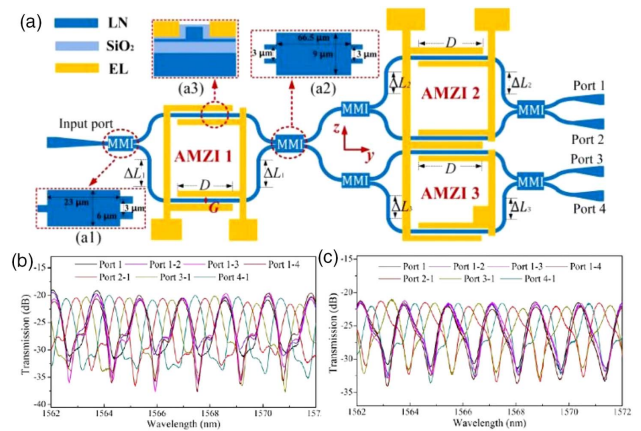 (a)
LN
SiO₂
EL
(a3)
66.5 μm
3 μm
9 μm
3 μm
(a2)
D
ΔL₂
AMZI 2
ΔL₂
Port 1
Port 2
Input port
MMI
AMZI 1
MMI
MMI
MMI
MMI
MMI
z
y
ΔL₁
D
G
ΔL₁
D
AMZI 3
ΔL₃
ΔL₃
Port 3
Port 4
23 μm
6 μm
3 μm
(a1)
(b)
Port 1 Port 1-2 Port 1-3 Port 1-4
Port 2-1 Port 3-1 Port 4-1
Transmission (dB)
-15
-20
-25
-30
-35
-40
1562 1564 1566 1568 1570 157
Wavelength (nm)
(c)
Port 1 Port 1-2 Port 1-3 Port 1-4
Port 2-1 Port 3-1 Port 4-1
Transmission (dB)
-15
-20
-25
-30
-35
1562 1564 1566 1568 1570 1572
Wavelength (nm)